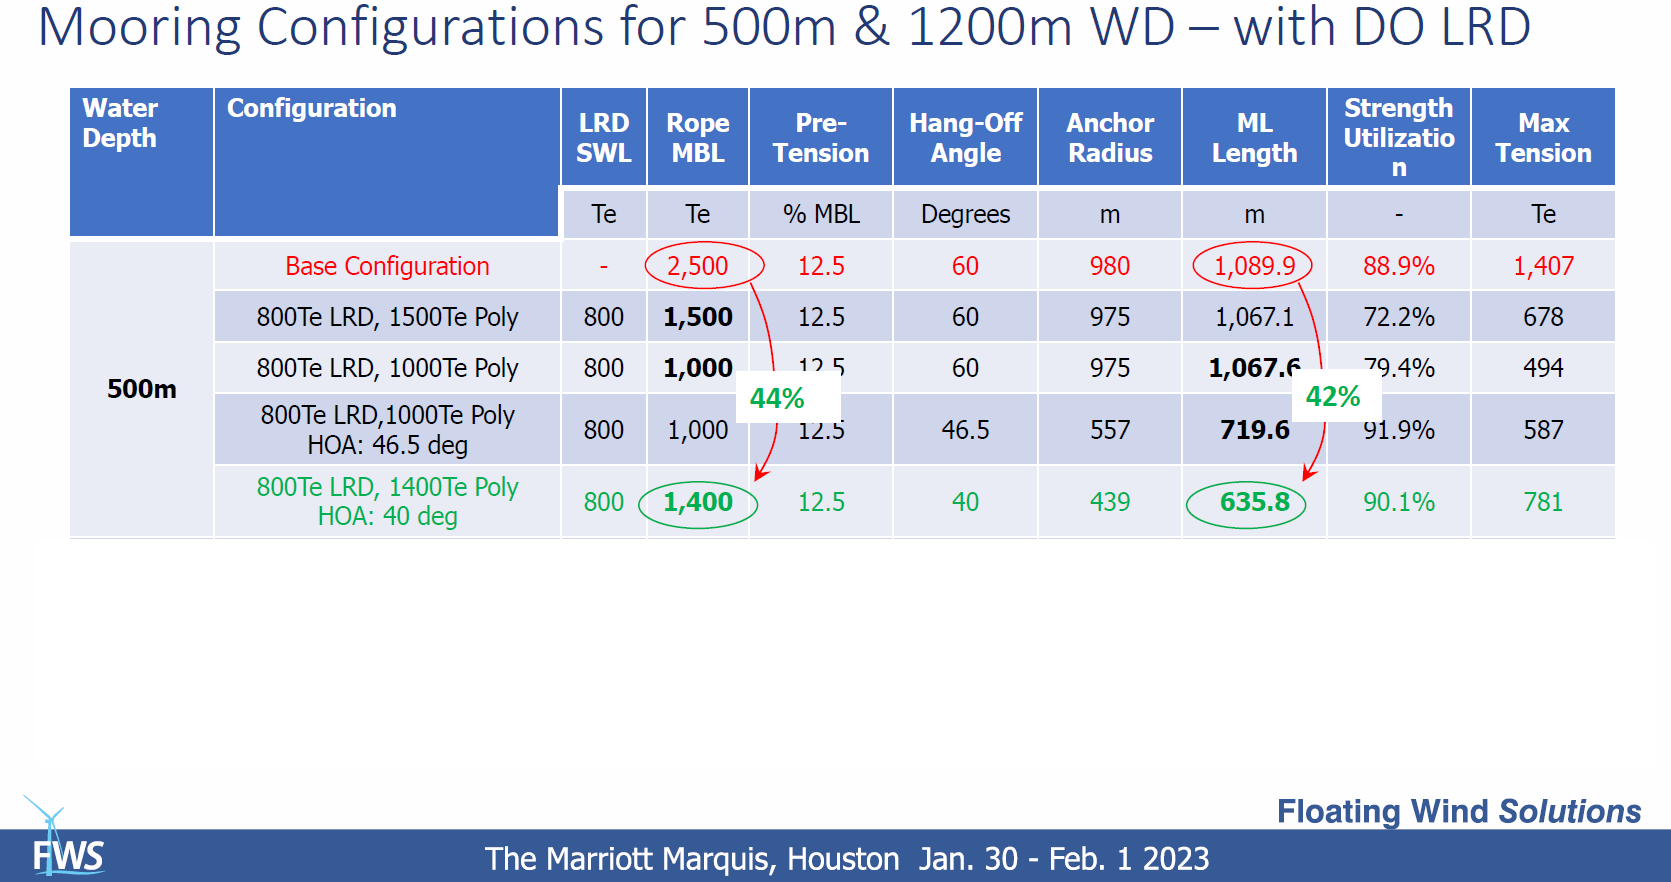 Mooring Configurations for 500m & 1200m WD – with DO LRD
Water Depth Configuration LRD SWL Rope MBL Pre-Tension Hang-Off Angle Anchor Radius ML Length Strength Utilizatio n Max Tension
Te Te % MBL Degrees m m - Te
500m
Base Configuration - 2,500 12.5 60 980 1,089.9 88.9% 1,407
800Te LRD, 1500Te Poly 800 1,500 12.5 60 975 1,067.1 72.2% 678
800Te LRD, 1000Te Poly 800 1,000 12.5 60 975 1,067.6 79.4% 494
44% 42%
800Te LRD,1000Te Poly HOA: 46.5 deg 800 1,000 12.5 46.5 557 719.6 91.9% 587
800Te LRD, 1400Te Poly HOA: 40 deg 800 1,400 12.5 40 439 635.8 90.1% 781
Floating Wind Solutions
FWS
The Marriott Marquis, Houston Jan. 30 - Feb. 1 2023